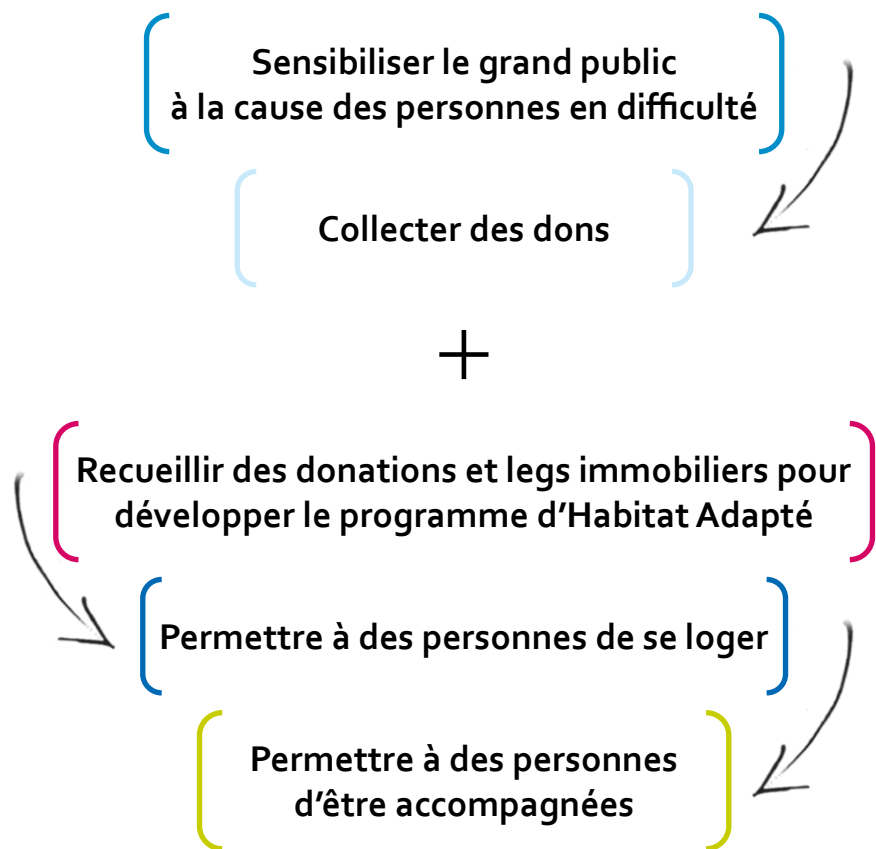 Sensibiliser le grand public
à la cause des personnes en difficulté
Collecter des dons
+
Recueillir des donations et legs immobiliers pour
développer le programme d’Habitat Adapté
Permettre à des personnes de se loger
Permettre à des personnes
d’être accompagnées